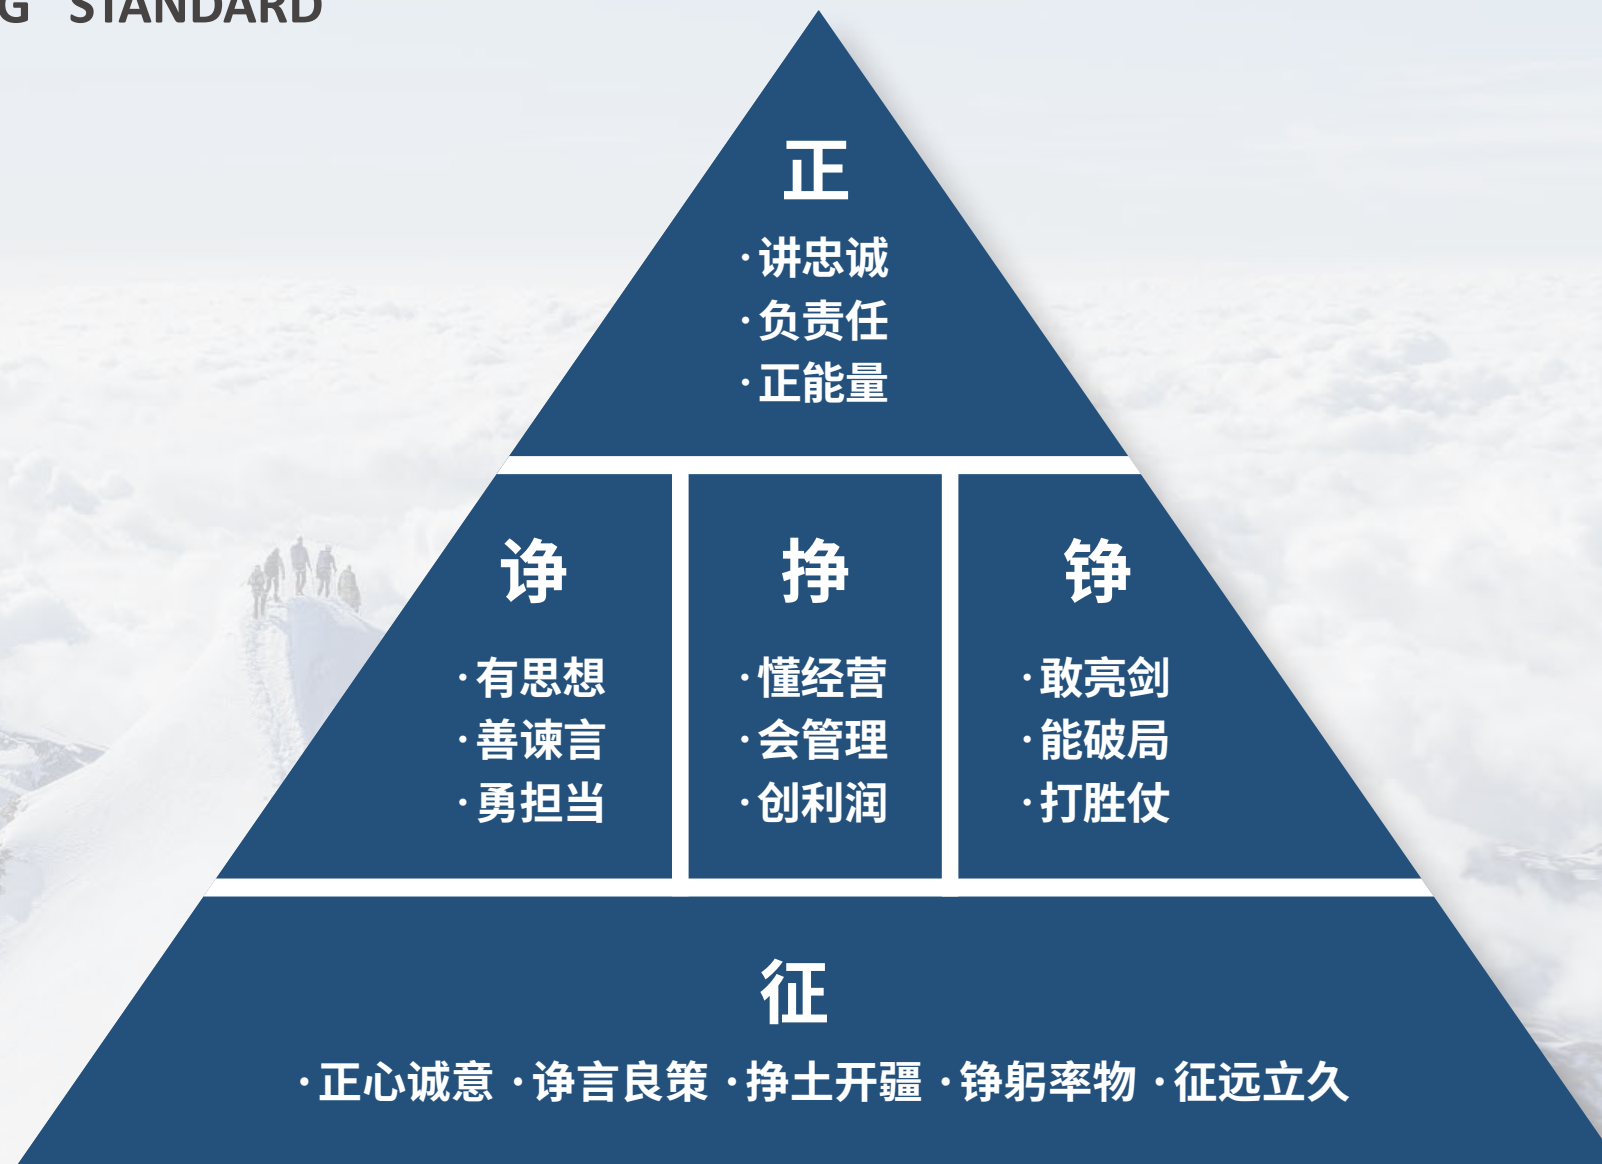 G STANDARD
正
·讲忠诚
·负责任
·正能量
诤
·有思想
·善谏言
·勇担当
挣
·懂经营
·会管理
·创利润
铮
·敢亮剑
·能破局
·打胜仗
征
·正心诚意 ·诤言良策 ·挣土开疆 ·铮躬率物 ·征远立久